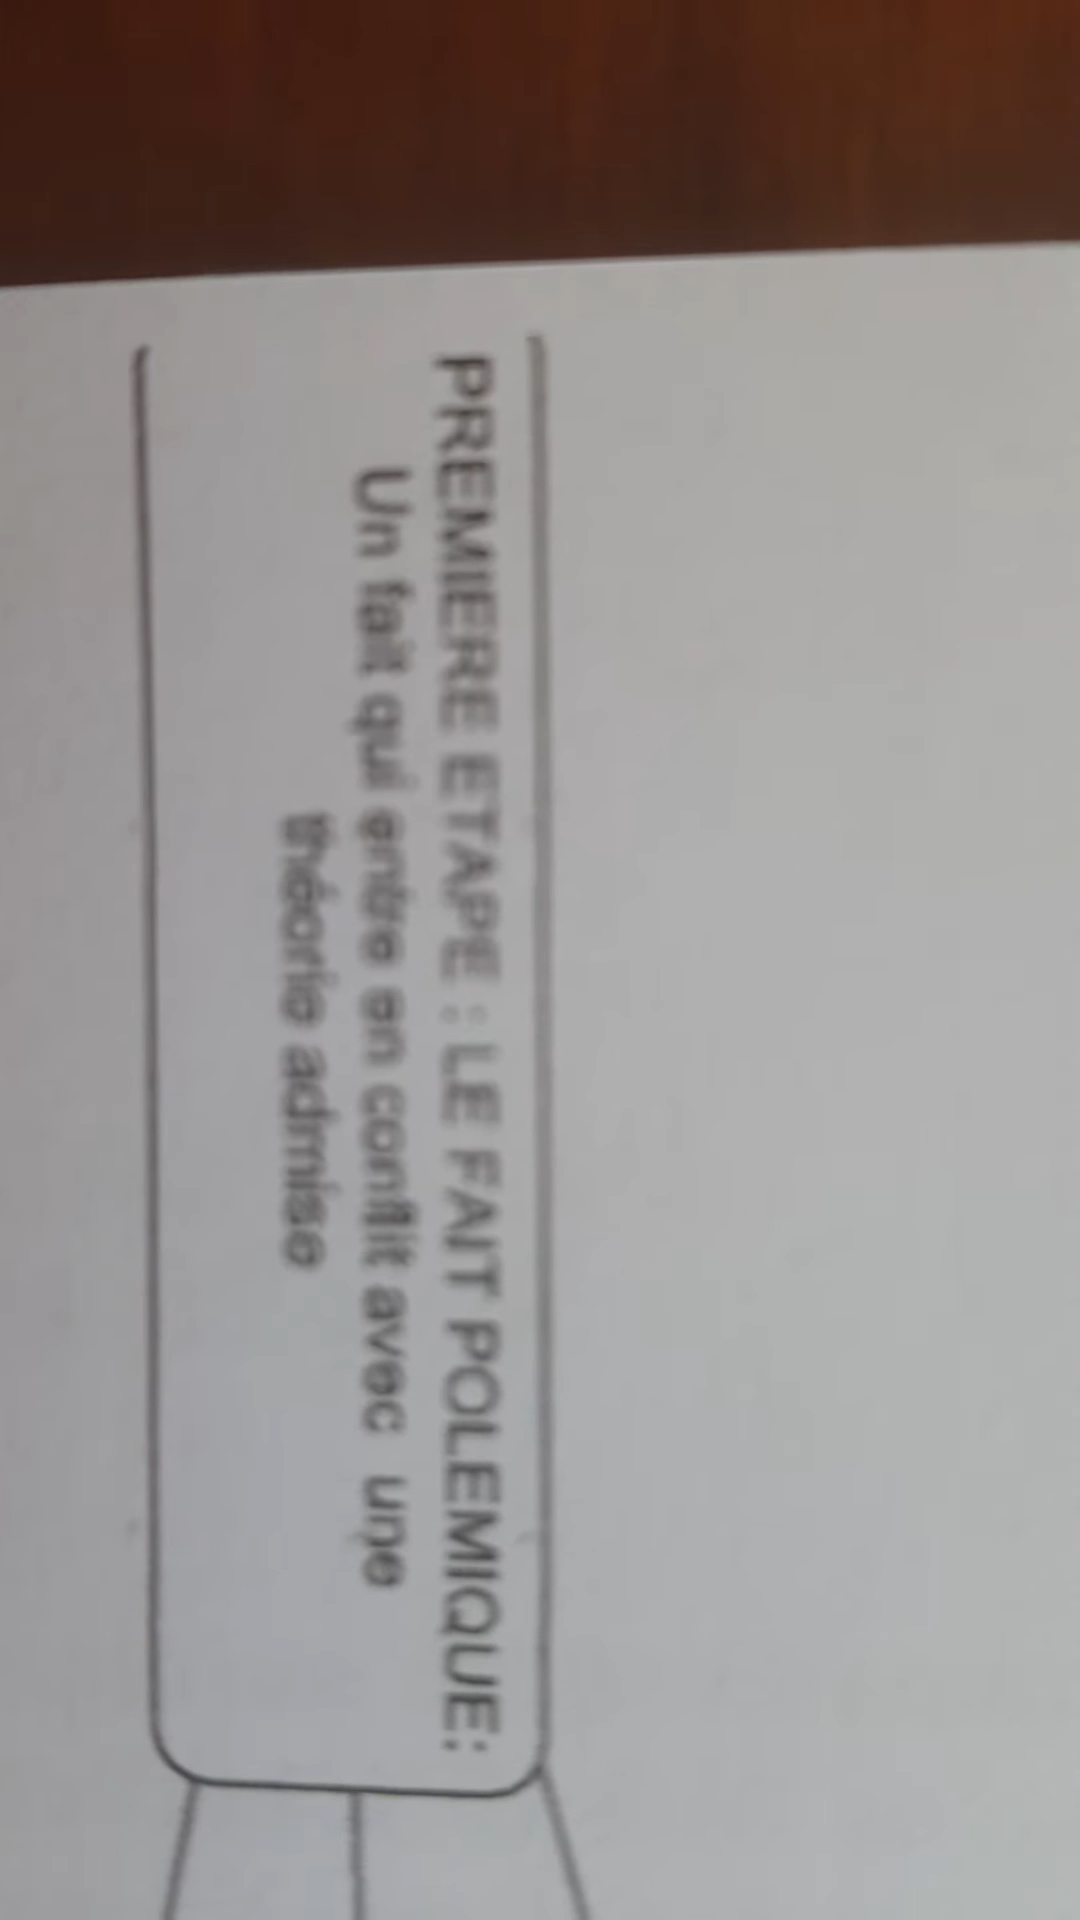 PREMIERE ETAPE : LE FAIT POLEMIQUE:
Un fait qui entre en conflit avec une
théorie admise